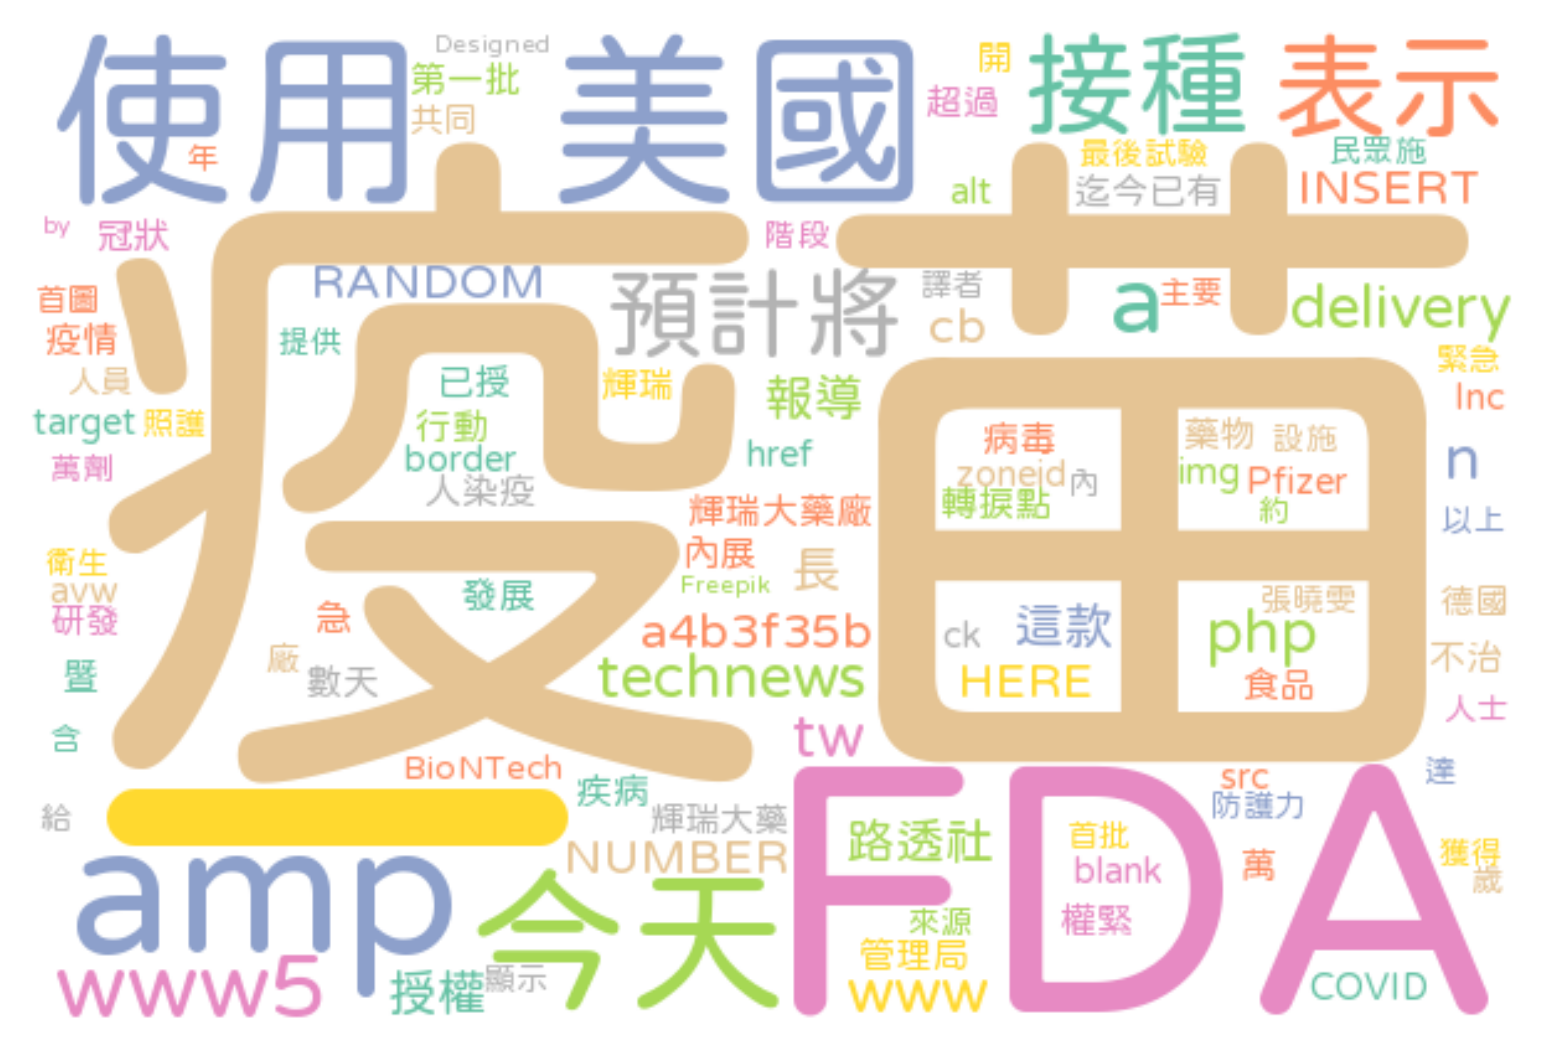 使用
美國
接種
表示
Designed
第一批
共同
年
開
超過
最後試驗
民眾施
alt
迄今已有
INSERT
by
冠狀
階段
疫苗
RANDOM
預計將
譯者
cb
a
主要
delivery
首圖
疫情
人員
提供
已授
輝瑞
報導
緊急
Inc
target
照護
行動
border
href
病毒
藥物
設施
n
萬劑
人染疫
zoneid
內
img
Pfizer
轉捩點
約
以上
輝瑞大藥廠
衛生
avw
內展
長
Freepik
研發
發展
急
a4b3f35b
ck
這款
張曉雯
php
德國
廠
數天
technews
HERE
食品
不治
暨
人士
含
tw
BioNTech
疾病
src
達
防護力
給
輝瑞大藥
FDA
路透社
首批
amp
NUMBER
blank
萬
獲得
歲
今天
來源
權緊
管理局
www5
授權
顯示
www
COVID